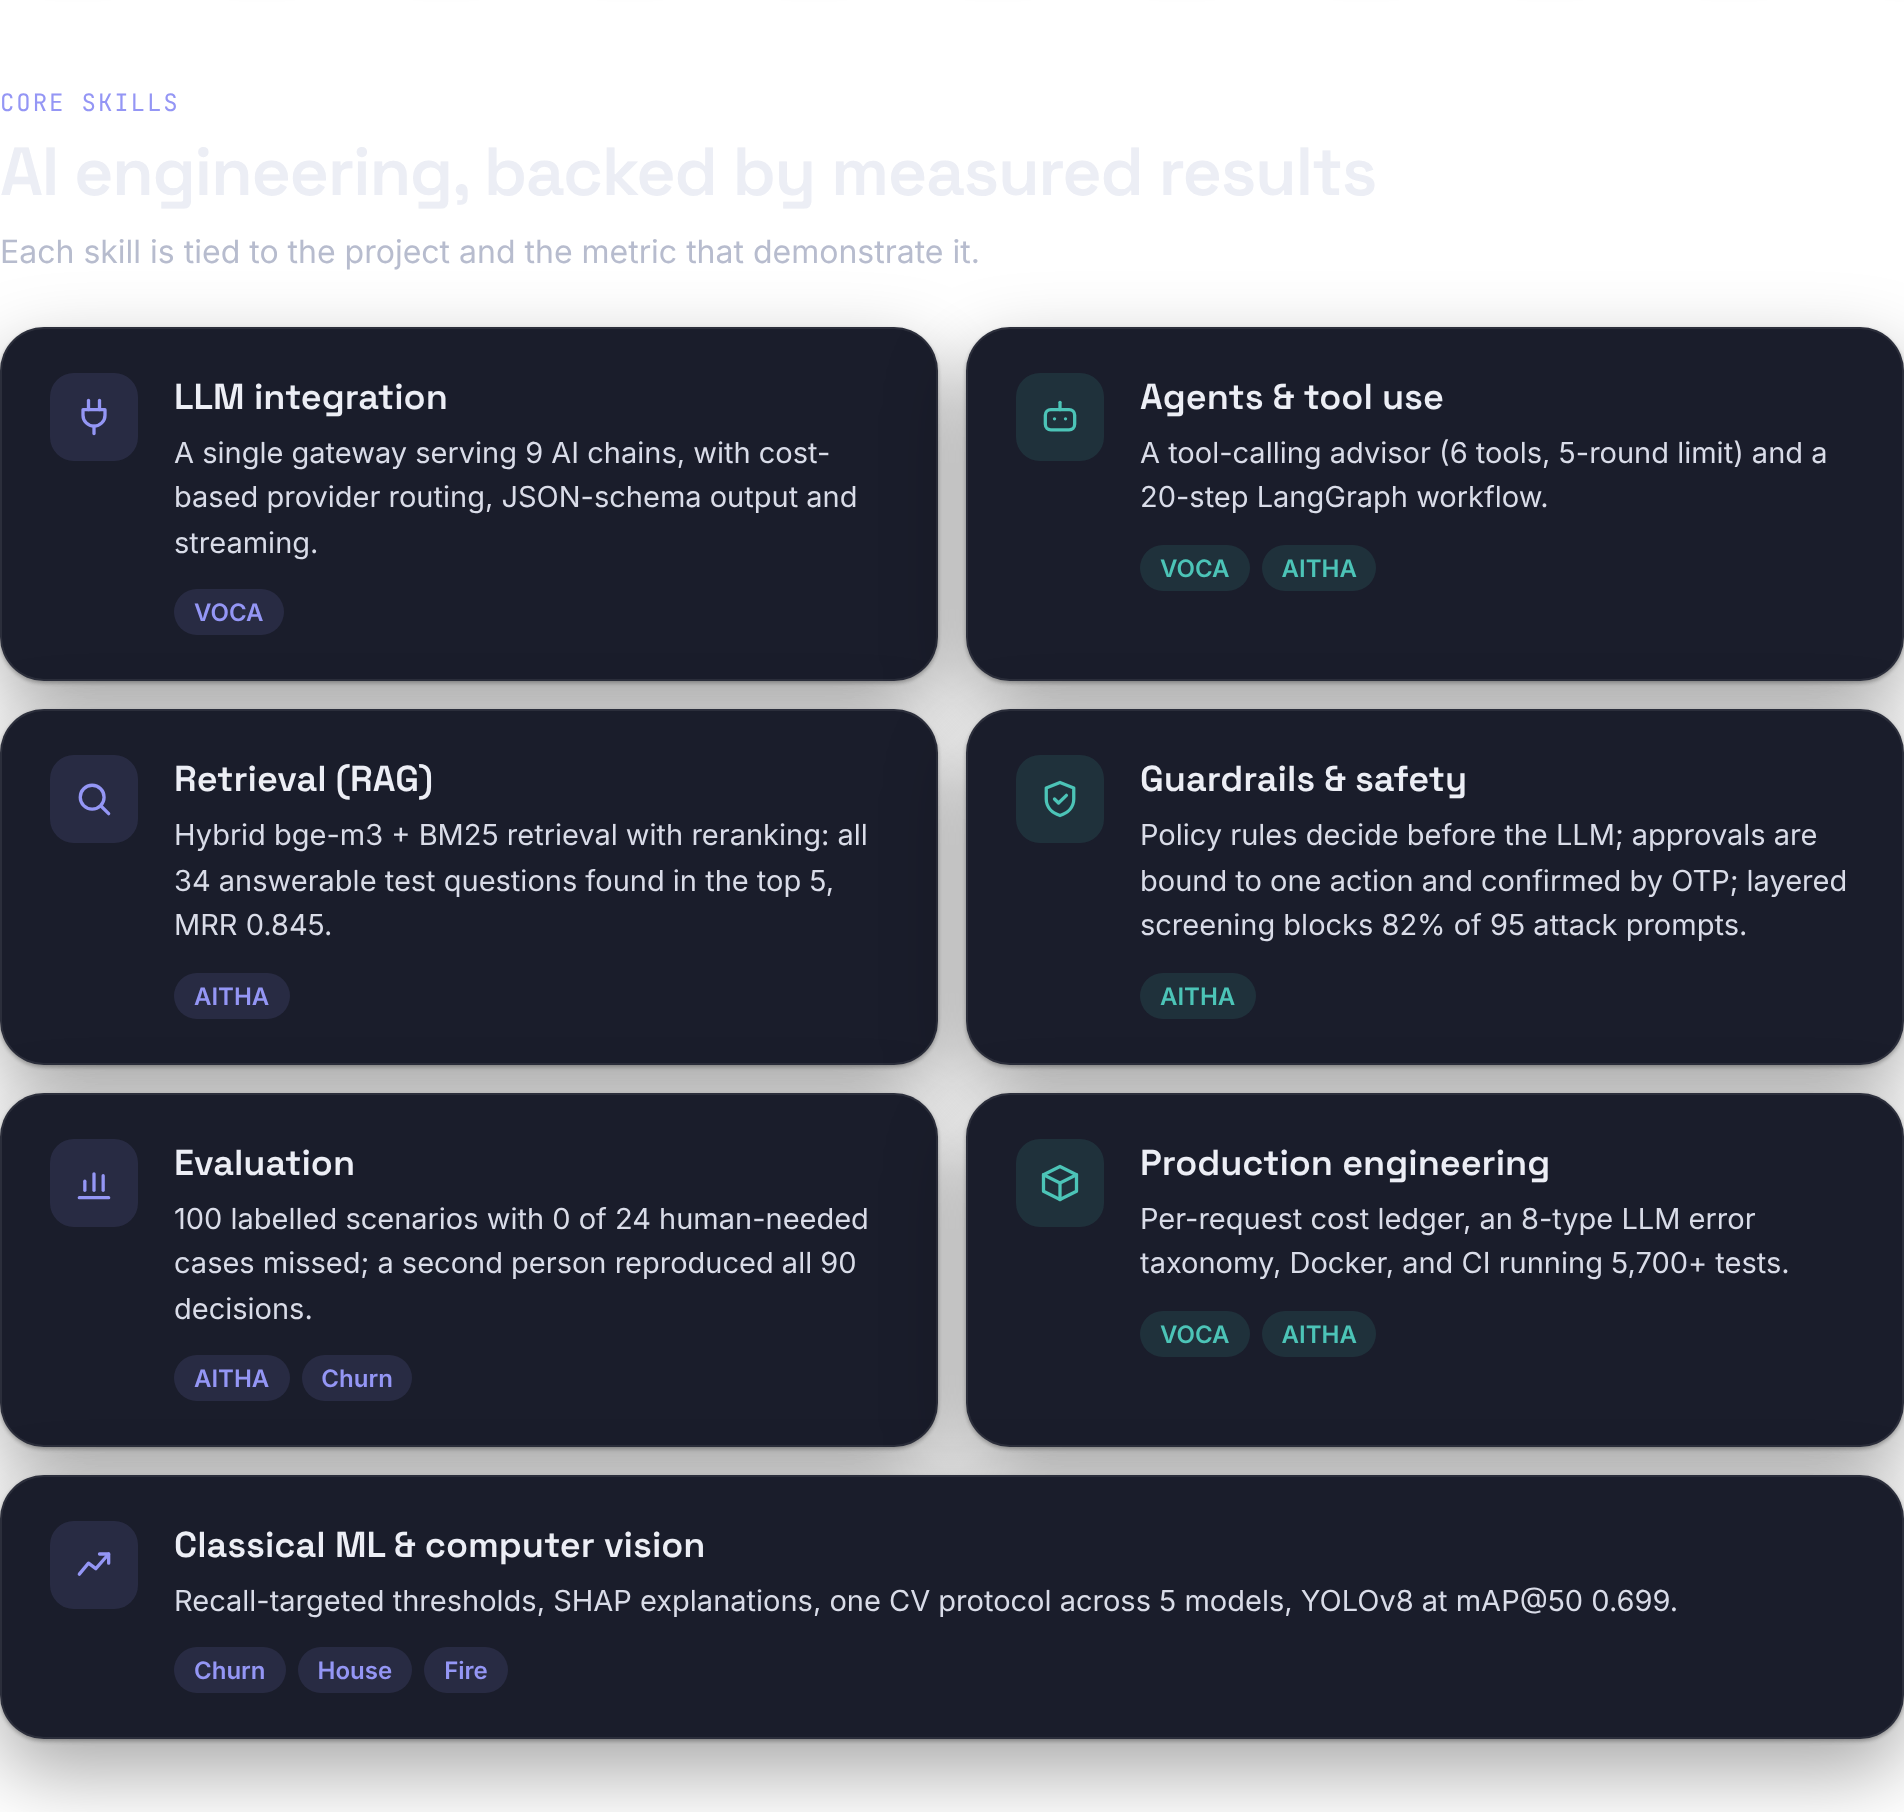 CORE SKILLS
AI engineering, backed by measured results
Each skill is tied to the project and the metric that demonstrate it.
LLM integration
A single gateway serving 9 AI chains, with cost-
based provider routing, JSON-schema output and
streaming.
VOCA
Agents & tool use
A tool-calling advisor (6 tools, 5-round limit) and a
20-step LangGraph workflow.
VOCA AITHA
Retrieval (RAG)
Hybrid bge-m3 + BM25 retrieval with reranking: all
34 answerable test questions found in the top 5,
MRR 0.845.
AITHA
Guardrails & safety
Policy rules decide before the LLM; approvals are
bound to one action and confirmed by OTP; layered
screening blocks 82% of 95 attack prompts.
AITHA
Evaluation
100 labelled scenarios with 0 of 24 human-needed
cases missed; a second person reproduced all 90
decisions.
AITHA Churn
Production engineering
Per-request cost ledger, an 8-type LLM error
taxonomy, Docker, and CI running 5,700+ tests.
VOCA AITHA
Classical ML & computer vision
Recall-targeted thresholds, SHAP explanations, one CV protocol across 5 models, YOLOv8 at mAP@50 0.699.
Churn House Fire